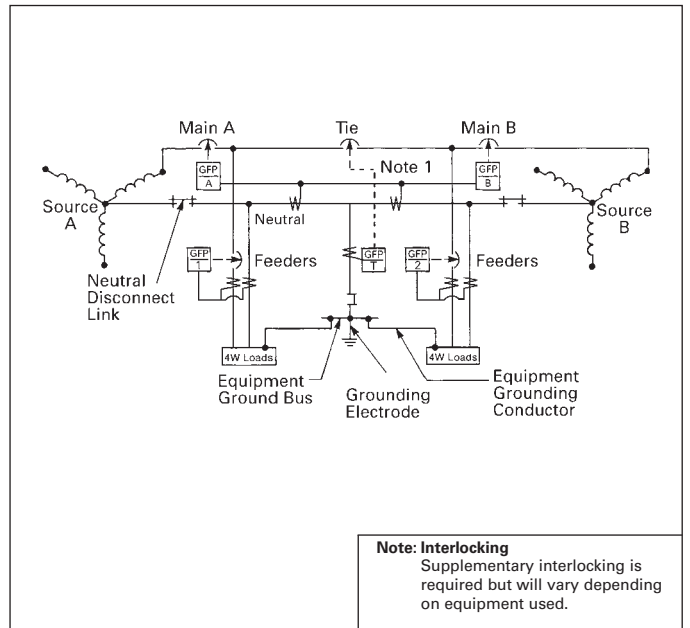 Main A
Tie
Main B
Note 1
GFP
A
GFP
B
Source
A
Source
B
Neutral
Neutral
Disconnect
Link
GFP
1
Feeders
GFP
T
GFP
2
Feeders
4W Loads
4W Loads
Equipment
Ground Bus
Grounding
Electrode
Equipment
Grounding
Conductor
Note: Interlocking
Supplementary interlocking is
required but will vary depending
on equipment used.